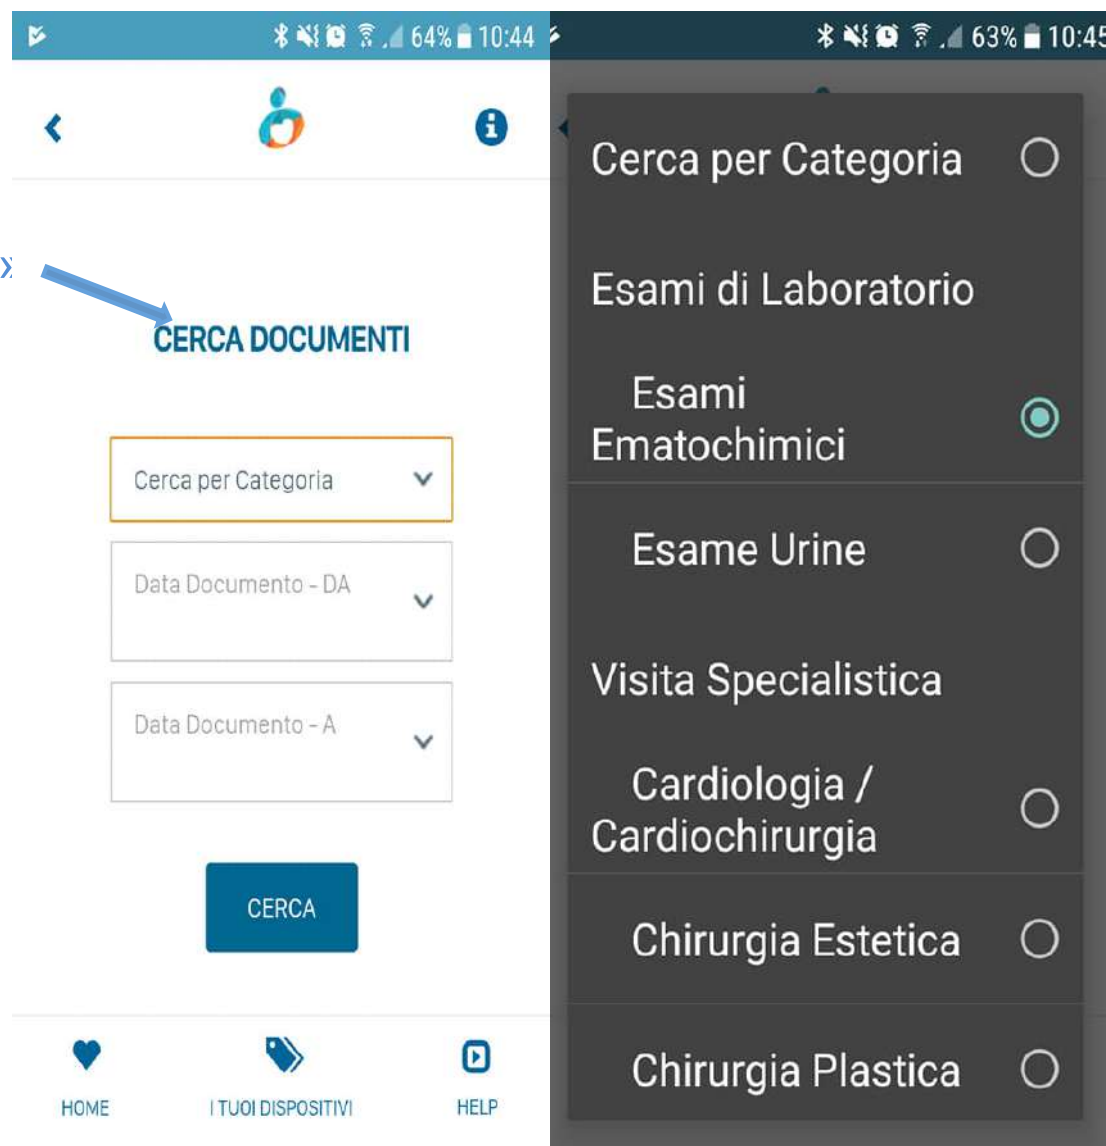 64% 10:44
CERCA DOCUMENTI
Cerca per Categoria
Data Documento - DA
Data Documento - A
CERCA
HOME
I TUOI DISPOSITIVI
HELP
63% 10:45
Cerca per Categoria
Esami di Laboratorio
Esami
Ematochimici
Esame Urine
Visita Specialistica
Cardiologia /
Cardiochirurgia
Chirurgia Estetica
Chirurgia Plastica